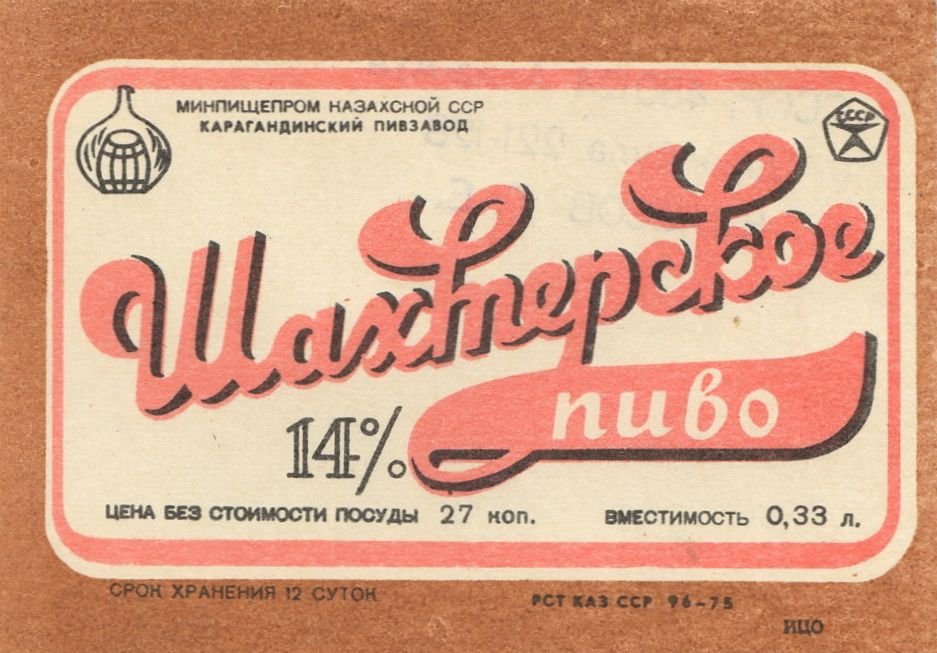 МИНПИЩЕПРОМ КАЗАХСКОЙ ССР
КАРАГАНДИНСКИЙ ПИВЗАВОД
СССР
Шахтерское
пиво
14%
ЦЕНА БЕЗ СТОИМОСТИ ПОСУДЫ 27 коп. ВМЕСТИМОСТЬ 0,33 л.
СРОК ХРАНЕНИЯ 12 СУТОК
РСТ КАЗ ССР 96-75
ИЦО